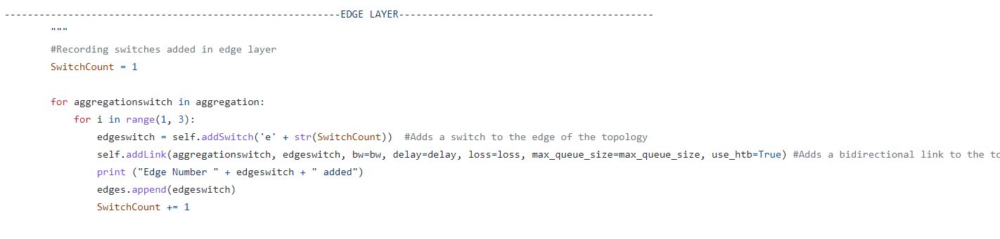 ----------------------------------------------------------EDGE LAYER--------------------------------------------
"""
#Recording switches added in edge layer
SwitchCount = 1
for aggregationswitch in aggregation:
for i in range(1, 3):
edgeswitch = self.addSwitch('e' + str(SwitchCount))  #Adds a switch to the edge of the topology
self.addLink(aggregationswitch, edgeswitch, bw=bw, delay=delay, loss=loss, max_queue_size=max_queue_size, use_htb=True) #Adds a bidirectional link to the
print ("Edge Number " + edgeswitch + " added")
edges.append(edgeswitch)
SwitchCount += 1